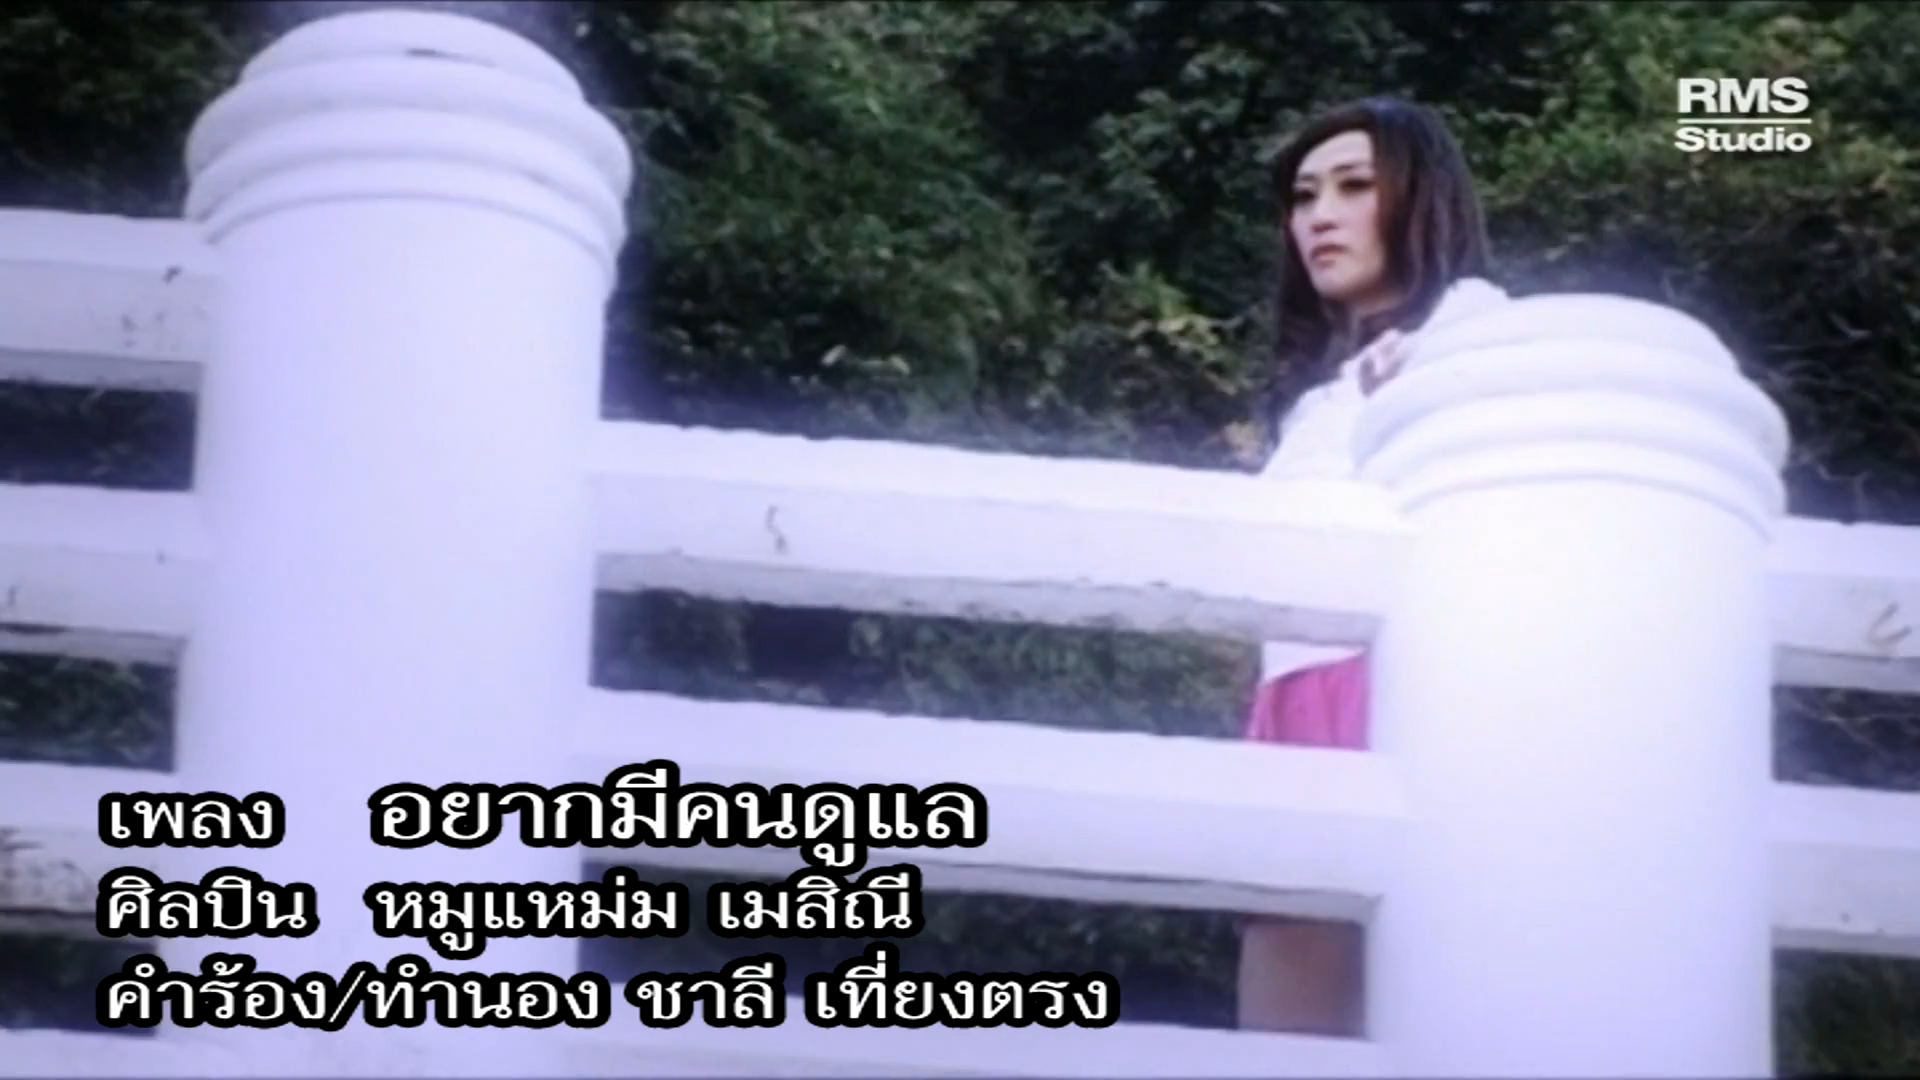 RMS
Studio
เพลง อยากมีคนดูแล
ศิลปิน หมูแหม่ม เมสิณี
คำร้อง/ทำนอง ชาลี เที่ยงตรง